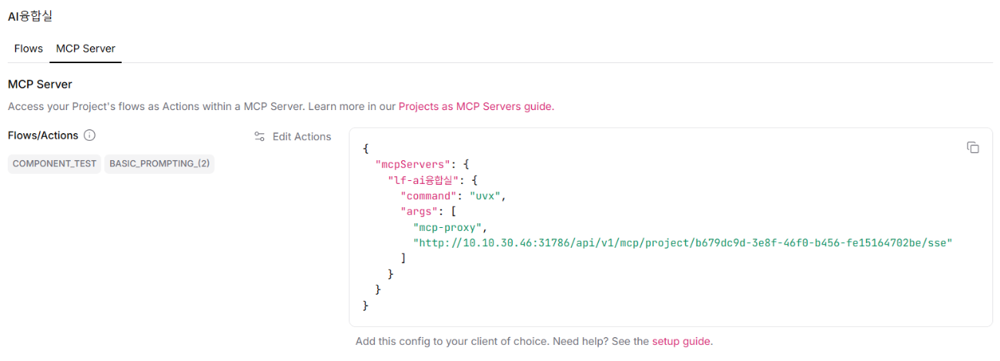 AI융합실
Flows
MCP Server
MCP Server
Access your Project's flows as Actions within a MCP Server. Learn more in our Projects as MCP Servers guide.
Flows/Actions
Edit Actions
COMPONENT_TEST
BASIC_PROMPTING_(2)
{
  "mcpServers": {
    "lf-ai융합실": {
      "command": "uvx",
      "args": [
        "mcp-proxy",
        "http://10.10.30.46:31786/api/v1/mcp/project/b679dc9d-3e8f-46f0-b456-fe15164702be/sse"
      ]
    }
  }
}
Add this config to your client of choice. Need help? See the setup guide.